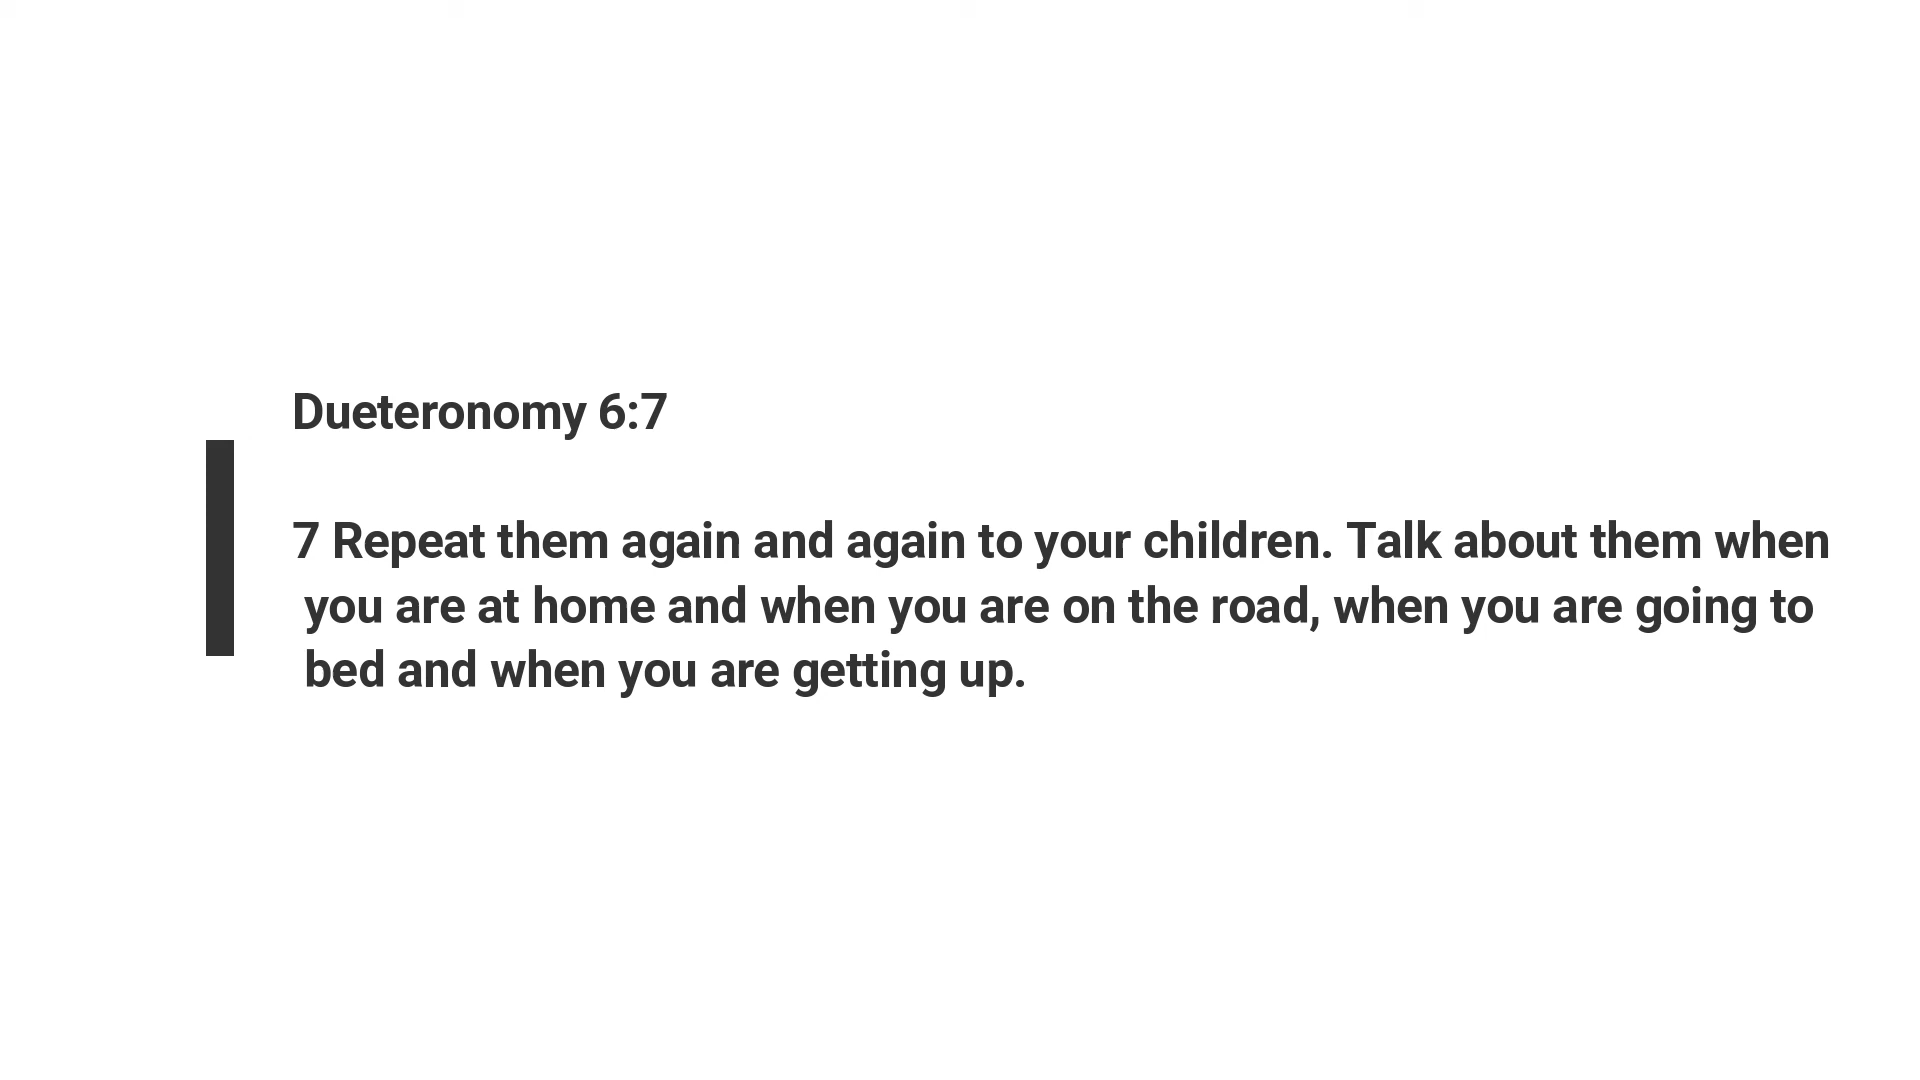 Dueteronomy 6:7
7 Repeat them again and again to your children. Talk about them when
you are at home and when you are on the road, when you are going to
bed and when you are getting up.